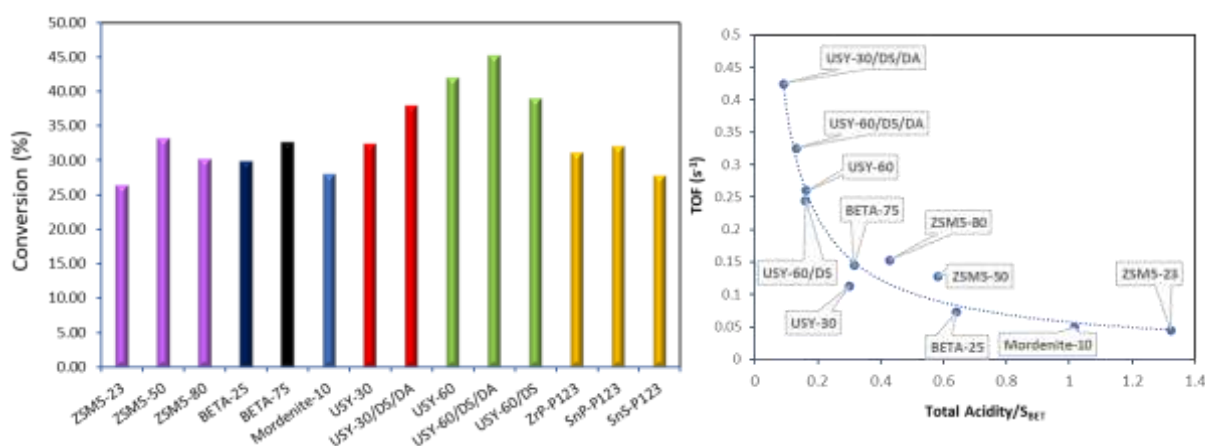 50.00
45.00
40.00
35.00
30.00
25.00
20.00
15.00
10.00
5.00
0.00
Conversion (%)
ZSM5-23
ZSM5-50
ZSM5-80
BETA-25
BETA-75
Mordenite-10
USY-30
USY-30/DS/DA
USY-60
USY-60/DS/DA
USY-60/DS
ZrP-P123
SnP-P123
SnS-P123
0.5
0.45
0.4
0.35
0.3
0.25
0.2
0.15
0.1
0.05
0
TOF (s⁻¹)
USY-30/DS/DA
USY-60/DS/DA
USY-60
BETA-75
ZSM5-80
USY-60/DS
ZSM5-50
ZSM5-23
USY-30
BETA-25
Mordenite-10
0
0.2
0.4
0.6
0.8
1
1.2
1.4
Total Acidity/S_BET